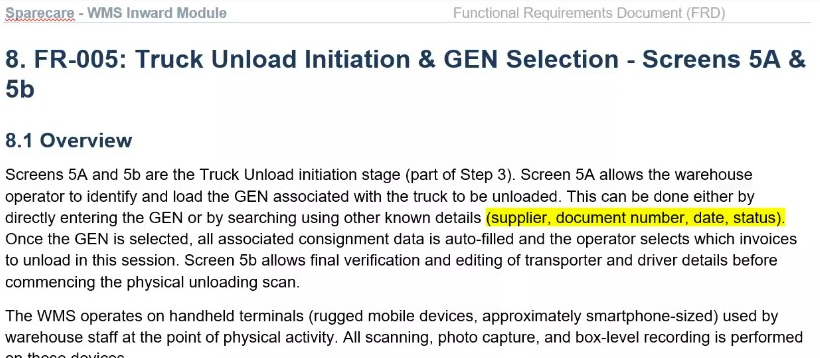 Sparecare - WMS Inward Module Functional Requirements Document (FRD)
8. FR-005: Truck Unload Initiation & GEN Selection - Screens 5A &
5b
8.1 Overview
Screens 5A and 5b are the Truck Unload initiation stage (part of Step 3). Screen 5A allows the warehouse
operator to identify and load the GEN associated with the truck to be unloaded. This can be done either by
directly entering the GEN or by searching using other known details (supplier, document number, date, status).
Once the GEN is selected, all associated consignment data is auto-filled and the operator selects which invoices
to unload in this session. Screen 5b allows final verification and editing of transporter and driver details before
commencing the physical unloading scan.
The WMS operates on handheld terminals (rugged mobile devices, approximately smartphone-sized) used by
warehouse staff at the point of physical activity. All scanning, photo capture, and box-level recording is performed
on those devices